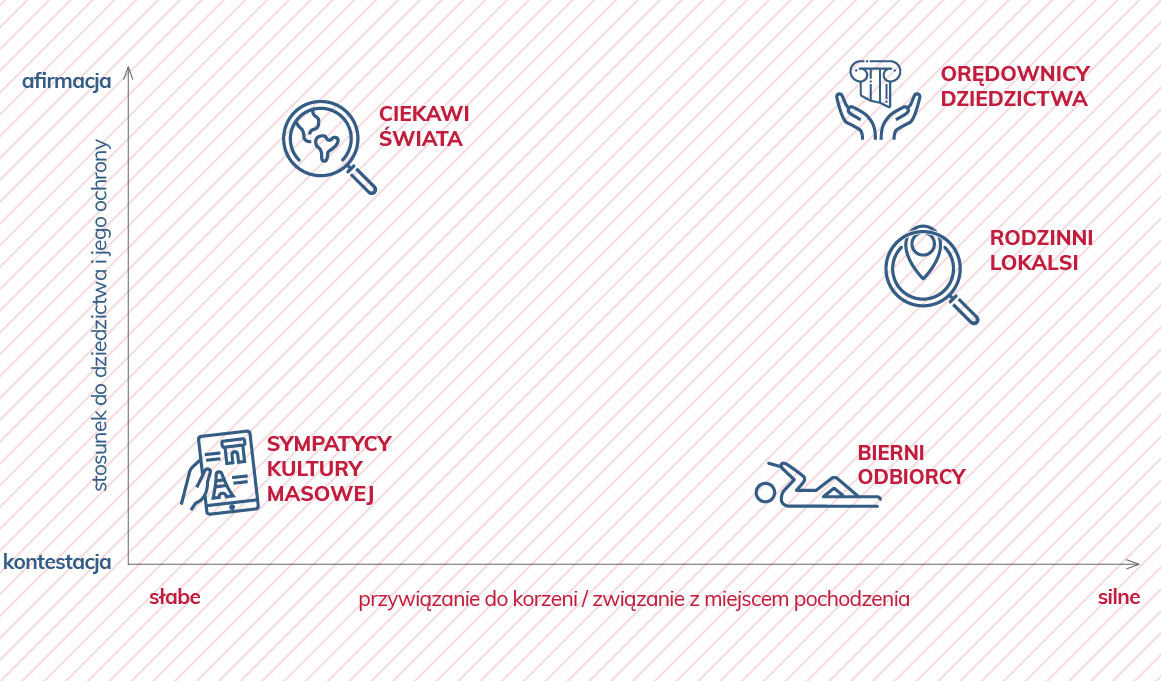 afirmacja
stosunek do dziedzictwa i jego ochrony
kontestacja
CIEKAWI
ŚWIATA
ORĘDOWNICY
DZIEDZICTWA
RODZINNI
LOKALSI
SYMPATYCY
KULTURY
MASOWEJ
BIERNI
ODBIORCY
słabe
przywiązanie do korzeni / związanie z miejscem pochodzenia
silne